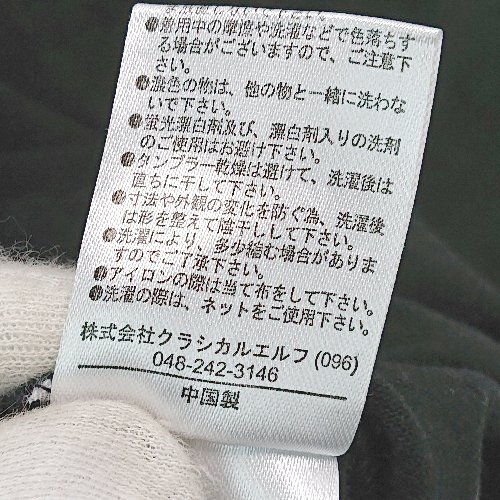 ●着用中の摩擦や洗濯などで色落ちす
る場合がございますので、ご注意下
さい。
●濃色の物は、他の物と一緒に洗わな
いで下さい。
●蛍光漂白剤及び、漂白剤入りの洗剤
のご使用はお避け下さい。
●タンブラー乾燥は避けて、洗濯後は
直ちに干して下さい。
●寸法や外観の変化を防ぐ為、洗濯後
は形を整えて陰干しして下さい。
●洗濯により、多少縮む場合がありま
すのでご了承下さい。
●アイロンの際は当て布をして下さい。
●洗濯の際は、ネットをご使用下さい。
株式会社クラシカルエルフ(096)
048-242-3146
中国製